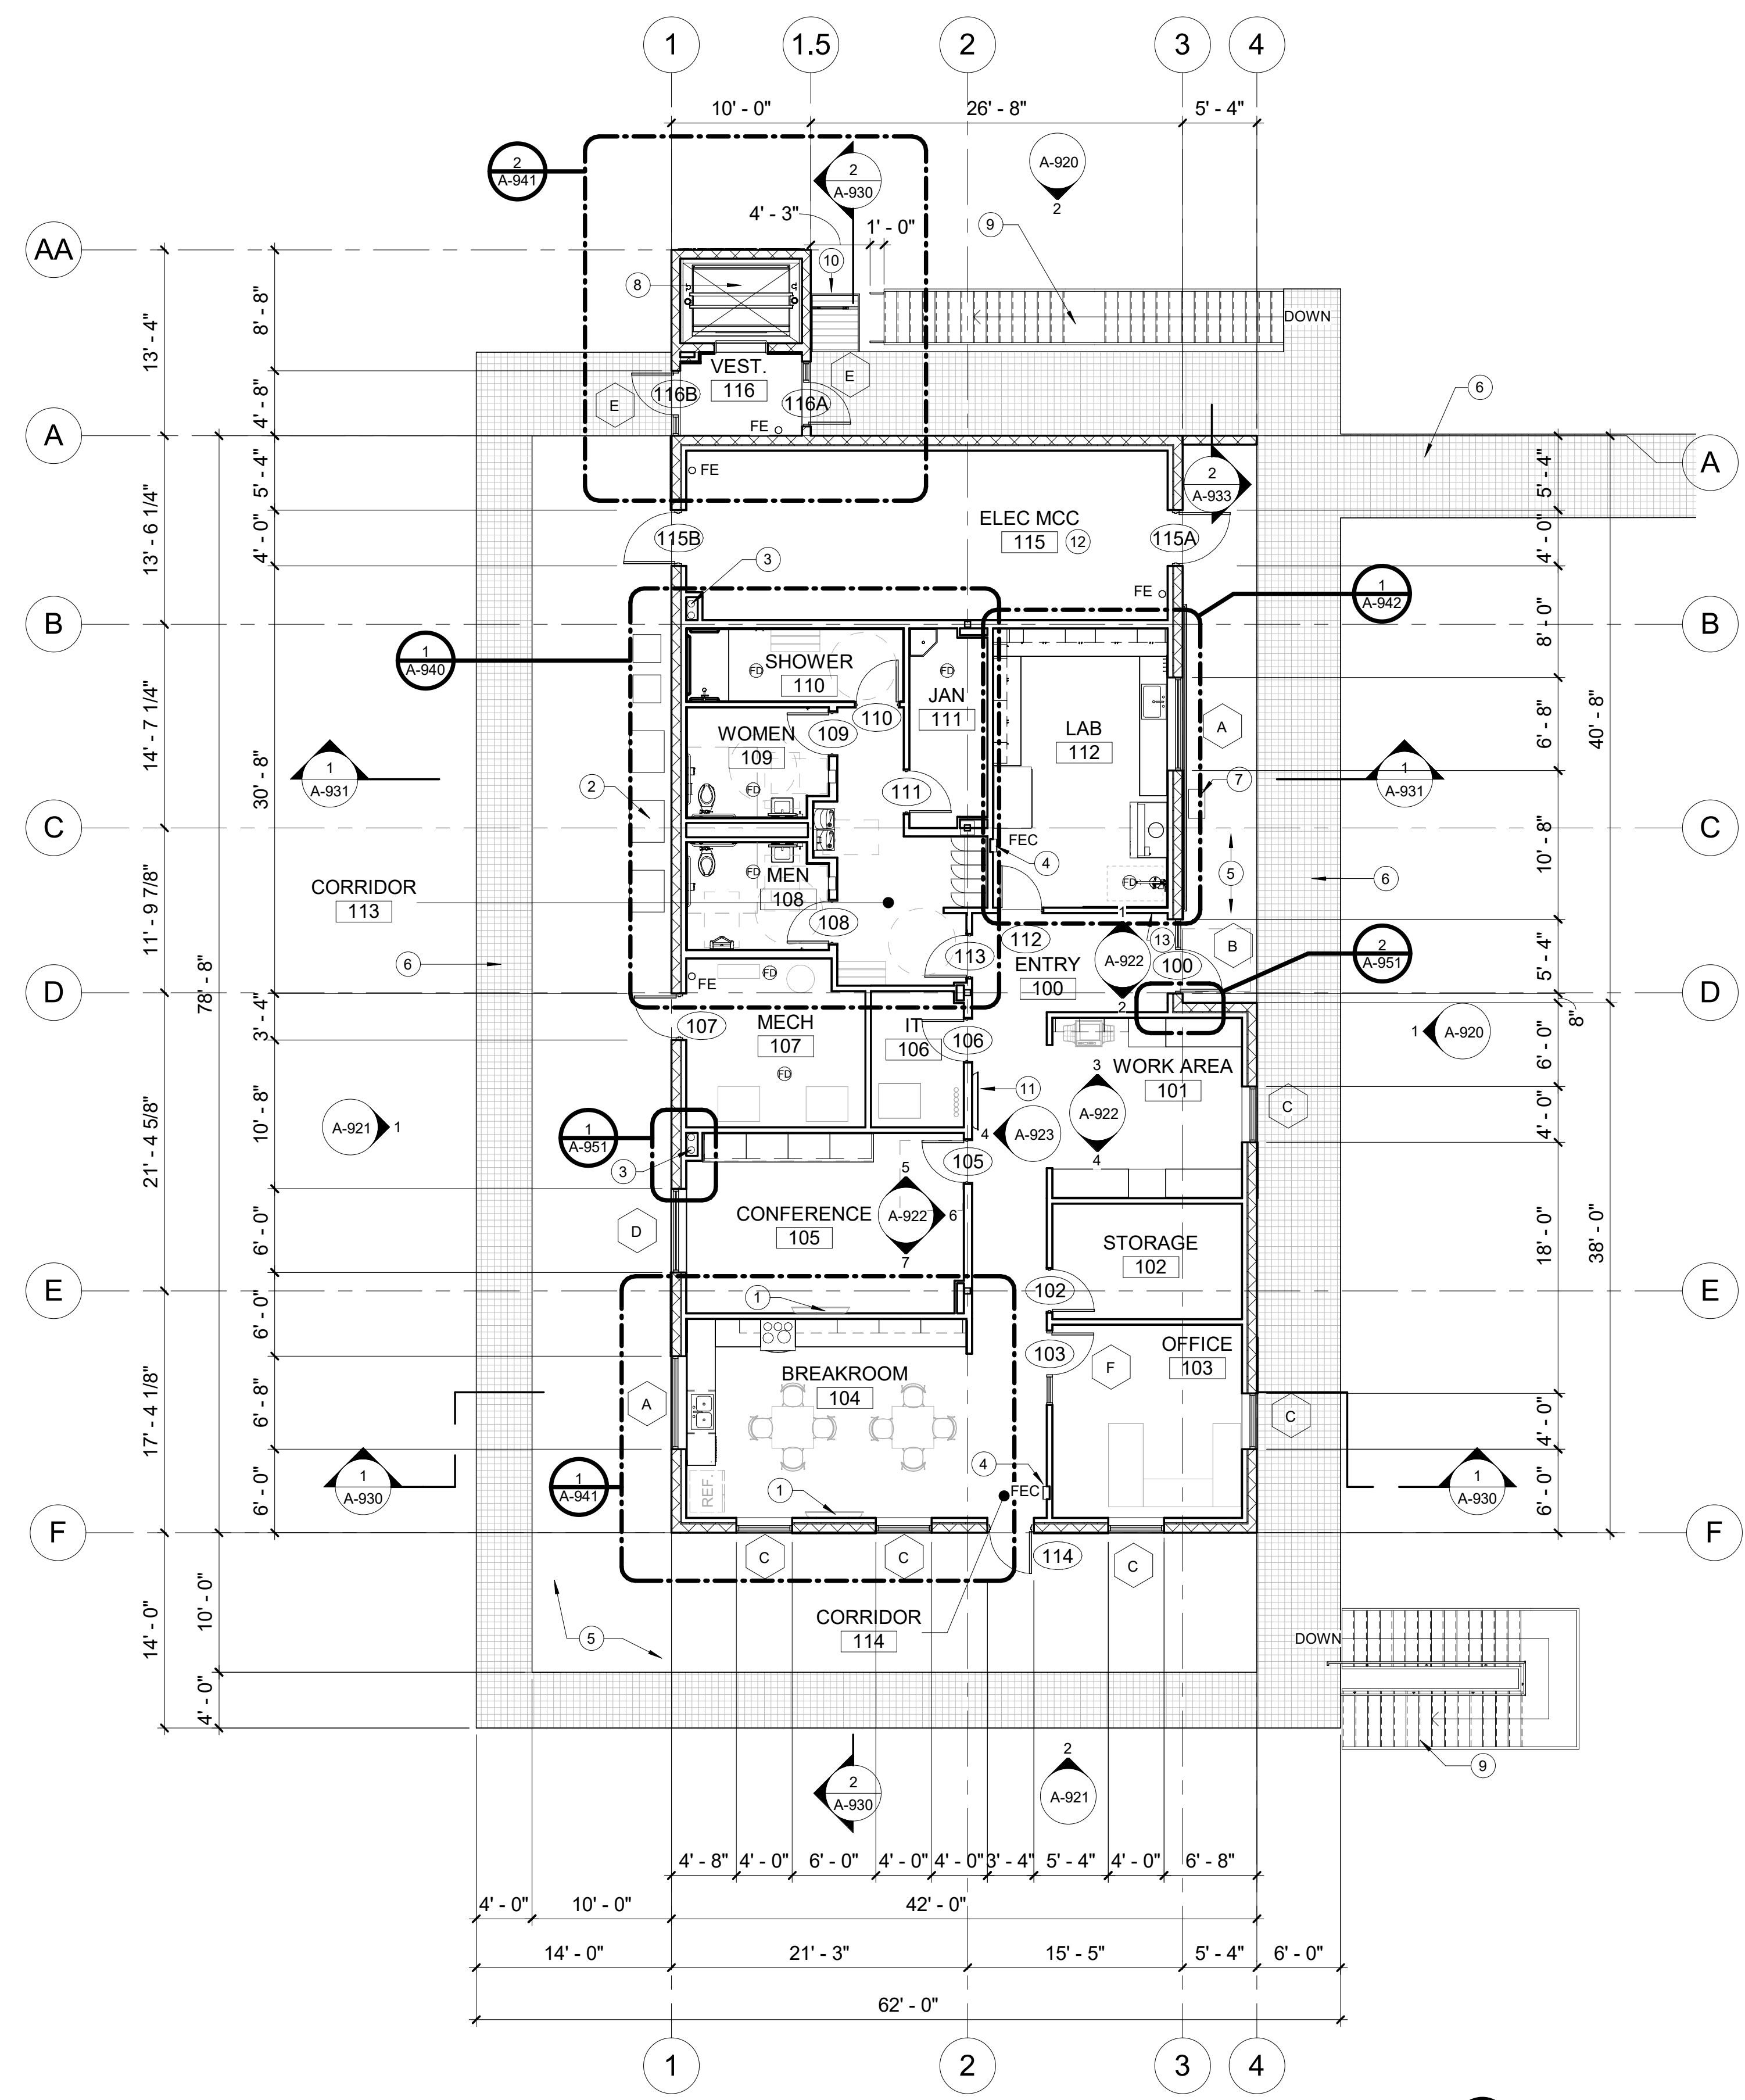 1 1.5 2 3 4
10' - 0" 26' - 8" 5' - 4"
2
A-941
2
A-930
A-920
2
4' - 3"
1' - 0"
9
AA
10
8
DOWN
13' - 4"
8' - 8"
VEST.
116
E
E
116B
116A
6
4' - 8"
FE
A
A
FE
2
A-933
5' - 4"
5' - 4"
ELEC MCC
115
12
115B
115A
13' - 6 1/4"
4' - 0"
4' - 0"
3
FE
1
A-942
B
B
8' - 0"
1
A-940
SHOWER
110
FD
FD
JAN
111
110
WOMEN
109
109
LAB
112
A
14' - 7 1/4"
6' - 8"
40' - 8"
1
A-931
30' - 8"
2
FD
111
7
1
A-931
C
C
FEC
4
10' - 8"
5
CORRIDOR
113
FD
MEN
108
FD
6
108
1
11' - 9 7/8"
112
13
B
2
A-951
6
113
ENTRY
100
A-922
100
5' - 4"
D
D
FD
FE
2
78' - 8"
3' - 4"
8"
107
MECH
107
IT
106
106
1
A-920
WORK AREA
101
3
6' - 0"
FD
11
C
21' - 4 5/8"
10' - 8"
A-921
1
1
A-951
4
A-923
A-922
4
4' - 0"
3
105
5
CONFERENCE
105
A-922
6
7
D
6' - 0"
STORAGE
102
18' - 0"
38' - 0"
E
E
1
102
6' - 0"
103
OFFICE
103
F
BREAKROOM
104
A
C
17' - 4 1/8"
6' - 8"
4' - 0"
1
A-930
1
A-941
REF.
1
4
FEC
1
A-930
6' - 0"
6' - 0"
F
F
C
C
114
C
10' - 0"
14' - 0"
CORRIDOR
114
5
DOWN
4' - 0"
9
2
A-930
2
A-921
4' - 8" 4' - 0" 6' - 0" 4' - 0" 4' - 0" 3' - 4" 5' - 4" 4' - 0" 6' - 8"
4' - 0" 10' - 0" 42' - 0"
14' - 0" 21' - 3" 15' - 5" 5' - 4" 6' - 0"
62' - 0"
1 2 3 4